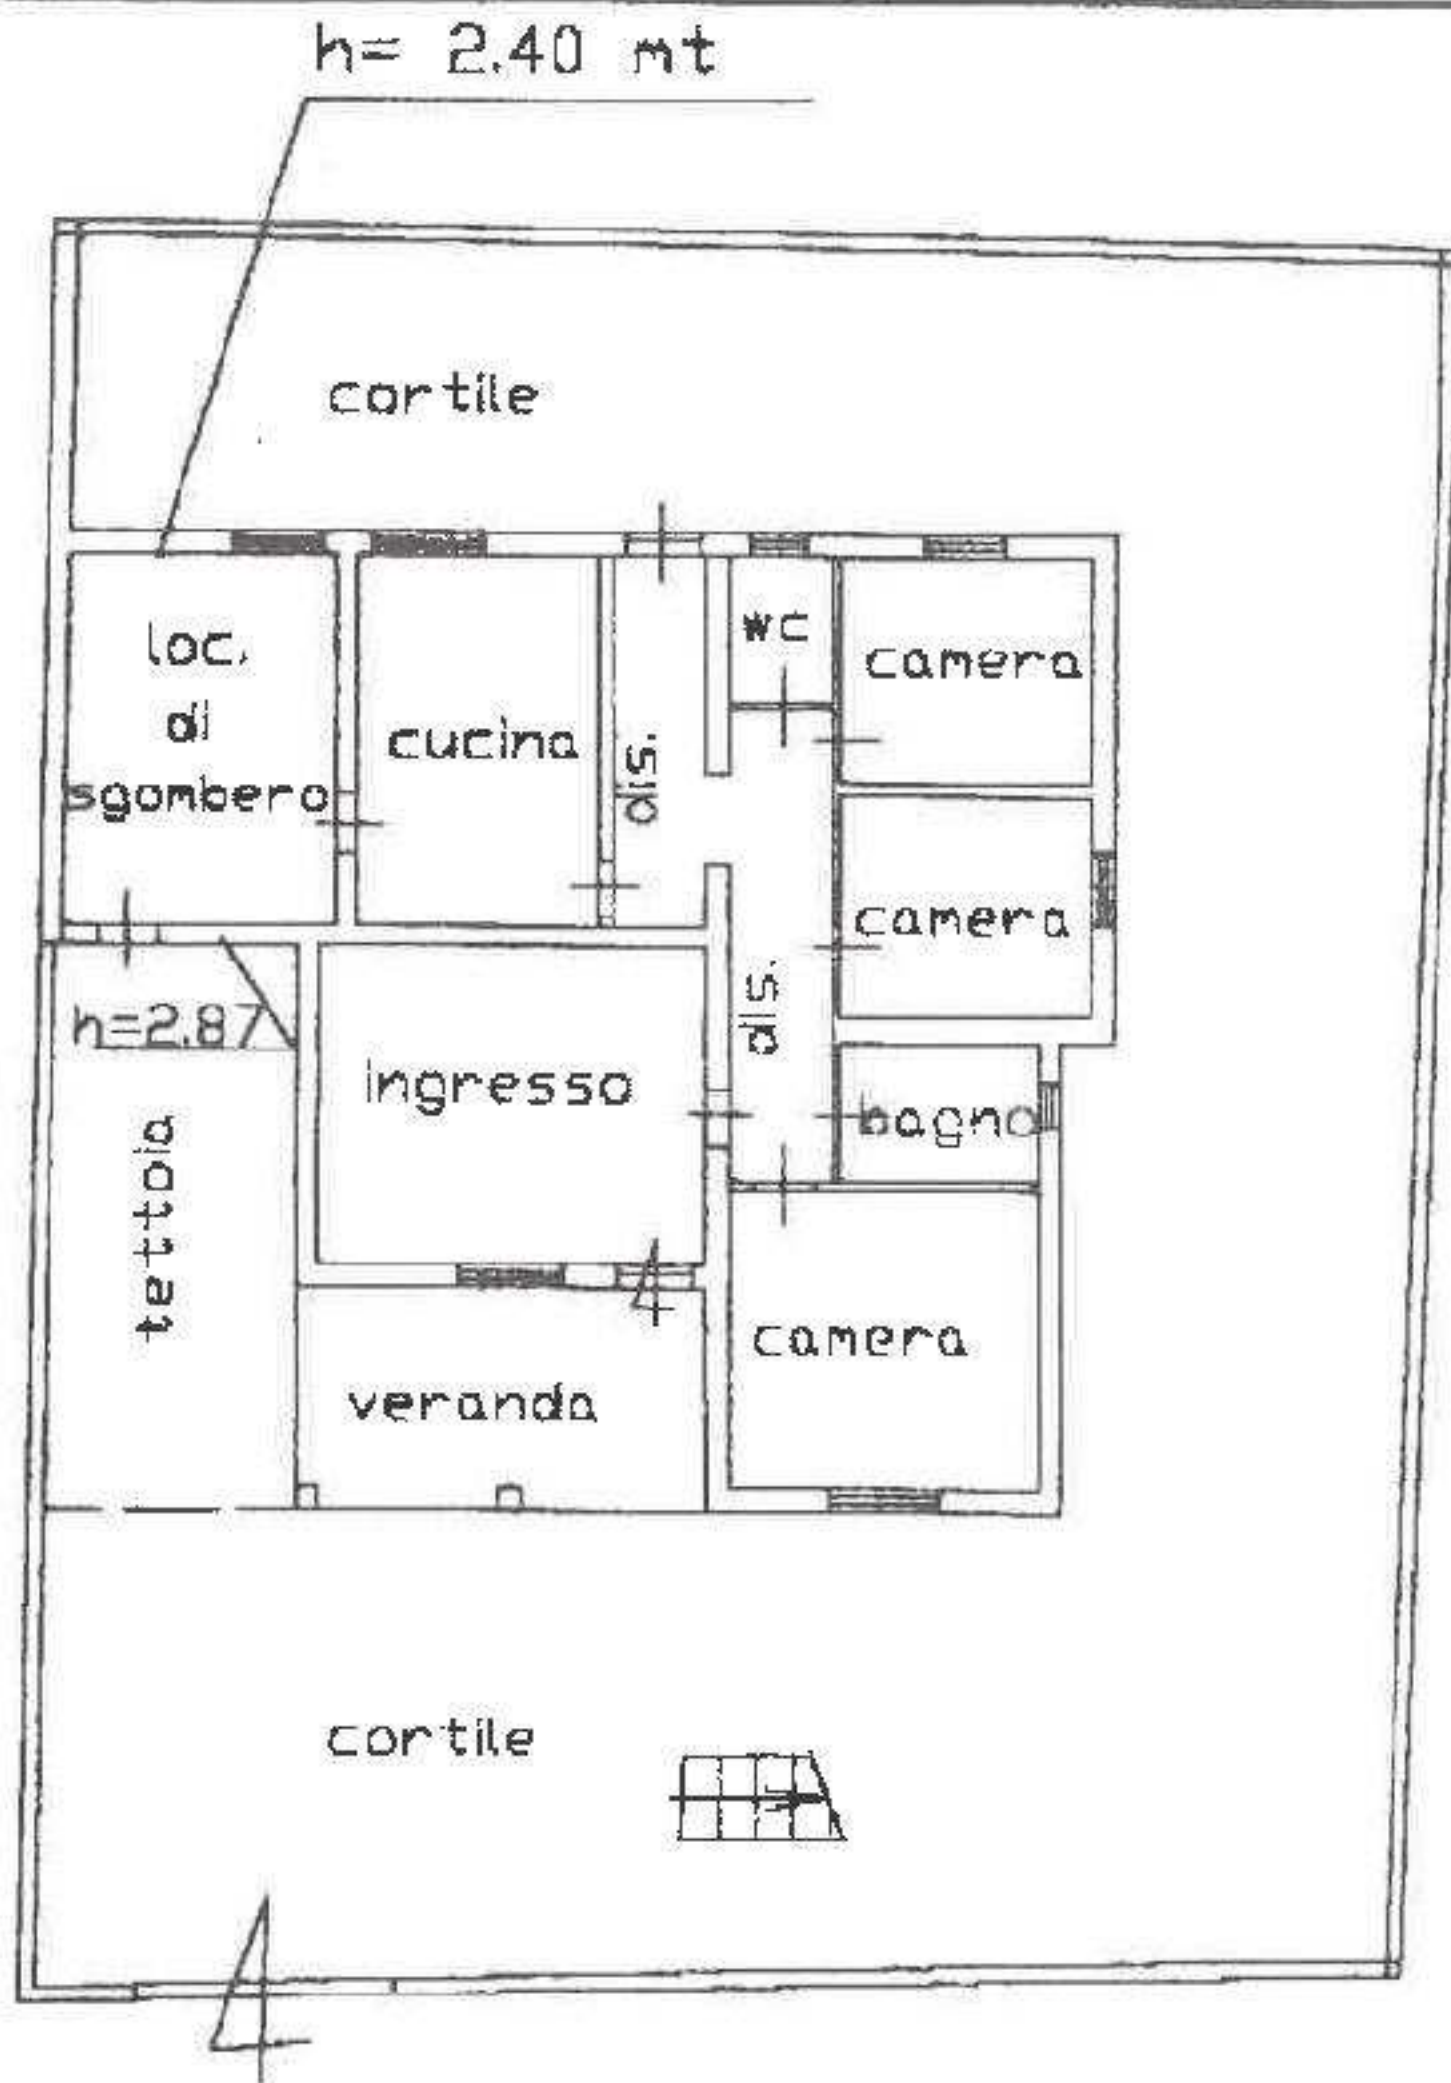 h= 2.40 mt
cortile
loc.
di
sgombero
cucina
dis.
wc
camera
camera
dis.
h=2.87
ingresso
bagno
tettoia
veranda
camera
cortile